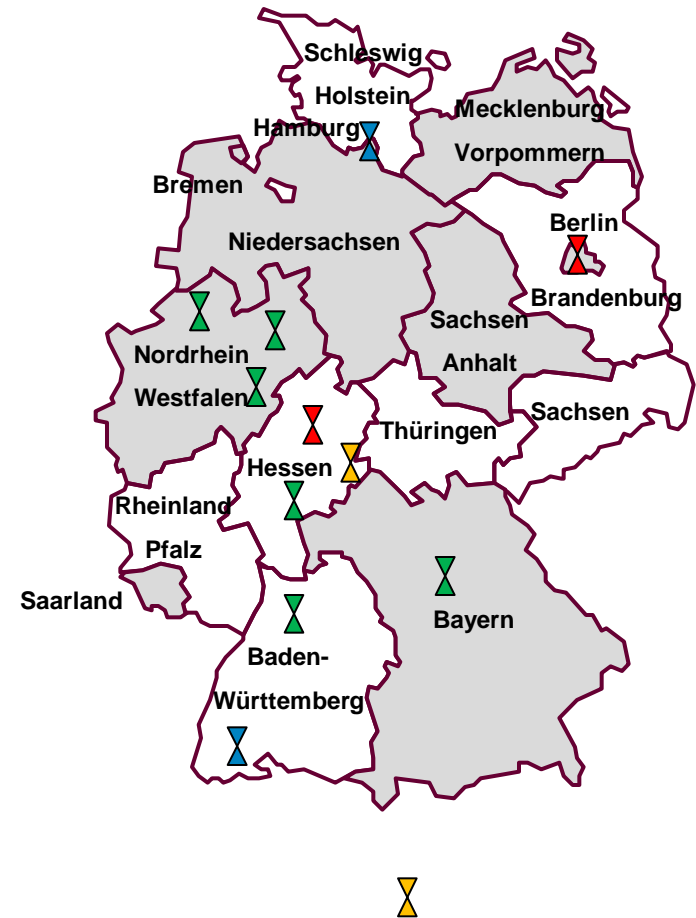 Schleswig
Holstein
Hamburg
Mecklenburg
Vorpommern
Bremen
Niedersachsen
Berlin
Brandenburg
Sachsen
Anhalt
Nordrhein
Westfalen
Sachsen
Thüringen
Hessen
Rheinland
Pfalz
Saarland
Bayern
Baden-
Württemberg